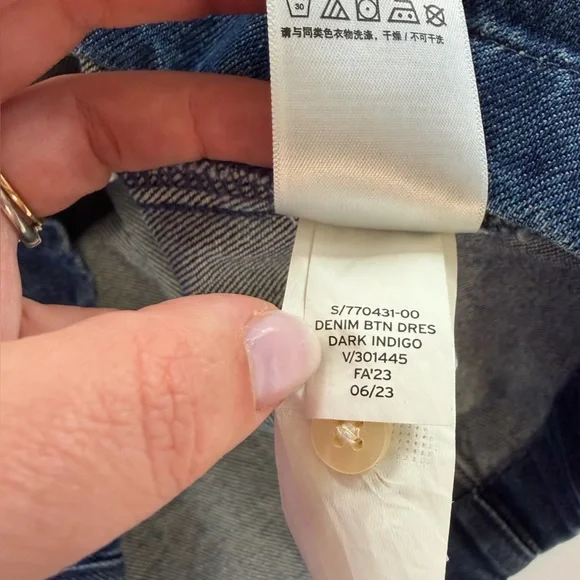 30
请与同类色衣物洗涤，干燥 / 不可干洗
S/770431-00
DENIM BTN DRES
DARK INDIGO
V/301445
FA'23
06/23